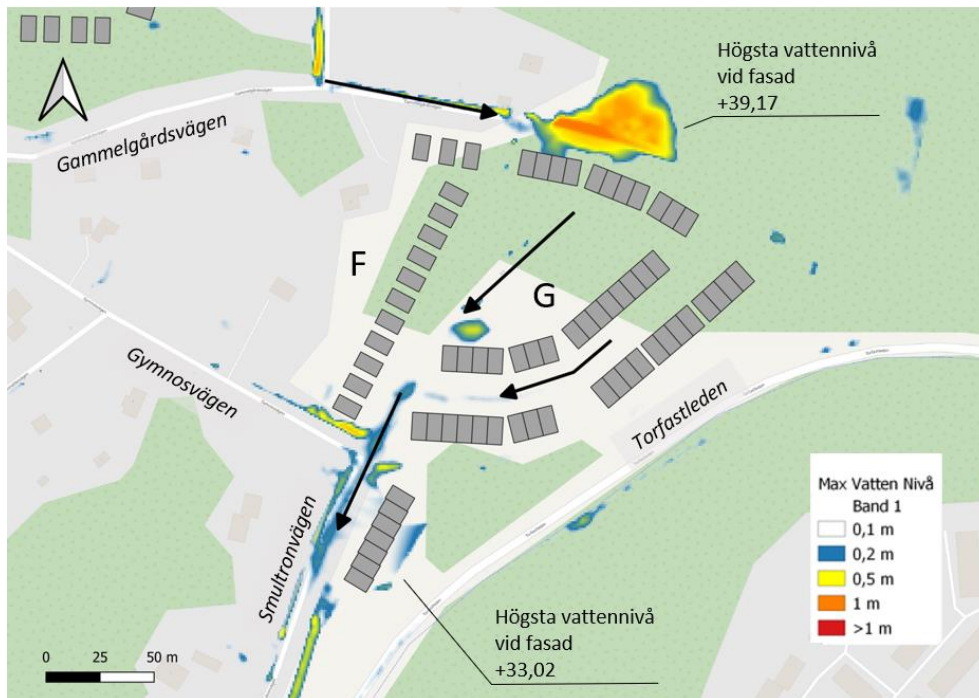 Högsta vattennivå
vid fasad
+39,17
Gammelgårdsvägen
F
G
Gymnosvägen
Torfastleden
Smultronvägen
Max Vatten Nivå
Band 1
0,1 m
0,2 m
0,5 m
1 m
>1 m
Högsta vattennivå
vid fasad
+33,02
0 25 50 m